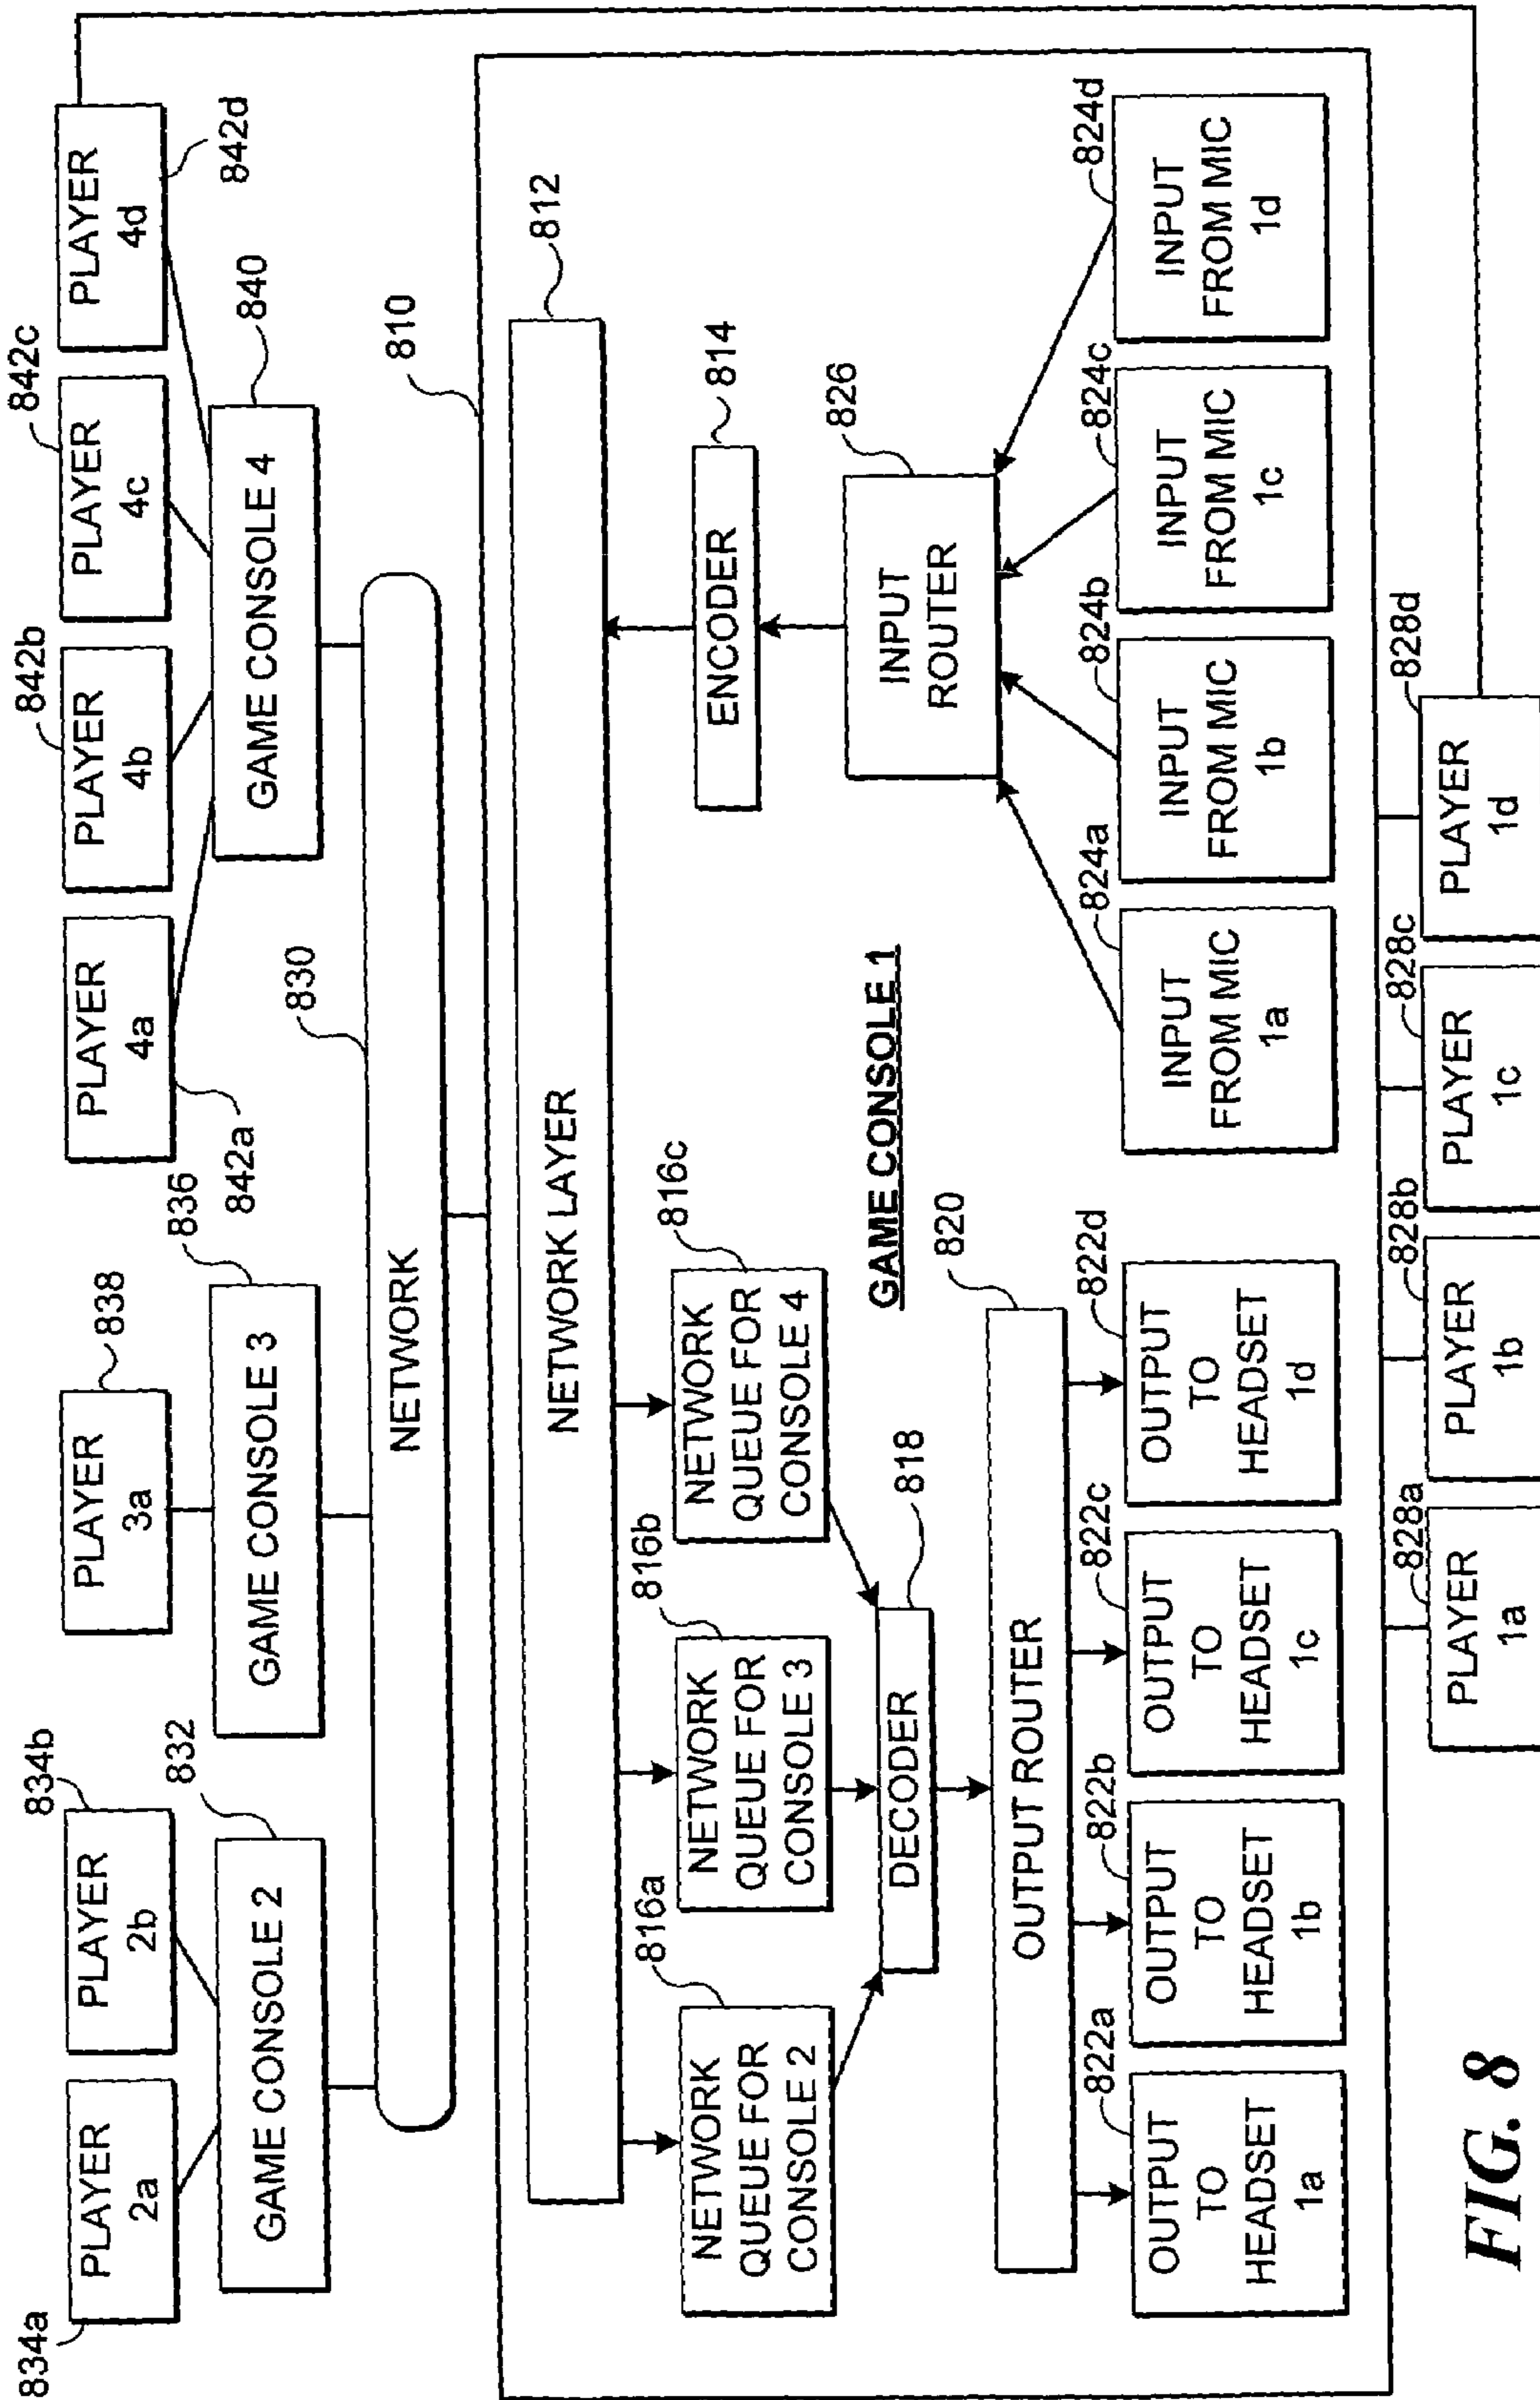 834a
PLAYER
2a
834b
PLAYER
2b
832
GAME CONSOLE 2
838
PLAYER
3a
836
GAME CONSOLE 3
842a
PLAYER
4a
842b
PLAYER
4b
842c
PLAYER
4c
842d
PLAYER
4d
840
GAME CONSOLE 4
830
NETWORK
810
812
NETWORK LAYER
816a
NETWORK
QUEUE FOR
CONSOLE 2
816b
NETWORK
QUEUE FOR
CONSOLE 3
816c
NETWORK
QUEUE FOR
CONSOLE 4
814
ENCODER
818
DECODER
826
INPUT
ROUTER
GAME CONSOLE 1
820
OUTPUT ROUTER
822a
OUTPUT
TO
HEADSET
1a
822b
OUTPUT
TO
HEADSET
1b
822c
OUTPUT
TO
HEADSET
1c
822d
OUTPUT
TO
HEADSET
1d
824a
INPUT
FROM MIC
1a
824b
INPUT
FROM MIC
1b
824c
INPUT
FROM MIC
1c
824d
INPUT
FROM MIC
1d
828a
PLAYER
1a
828b
PLAYER
1b
828c
PLAYER
1c
828d
PLAYER
1d
FIG. 8